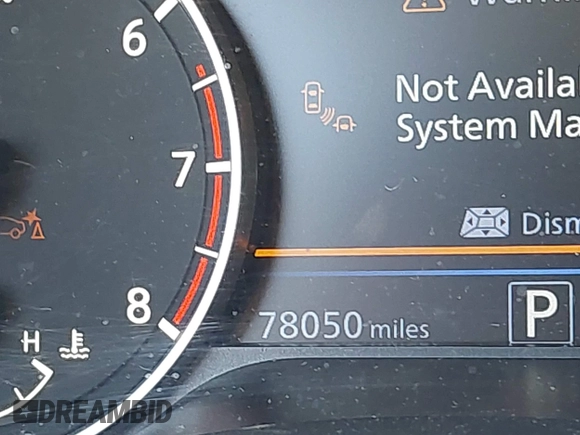 6
7
8
H
Not Availa
System Ma
Dism
78050 miles
P
DREAMBID